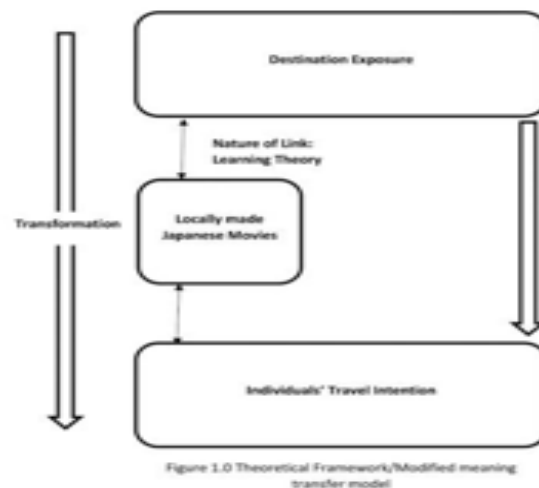 Destination Exposure
Nature of Link:
Learning Theory
Transformation
Locally made
Japanese Movies
Individuals' Travel Intention
Figure 1.0 Theoretical Framework/Modified meaning
transfer model